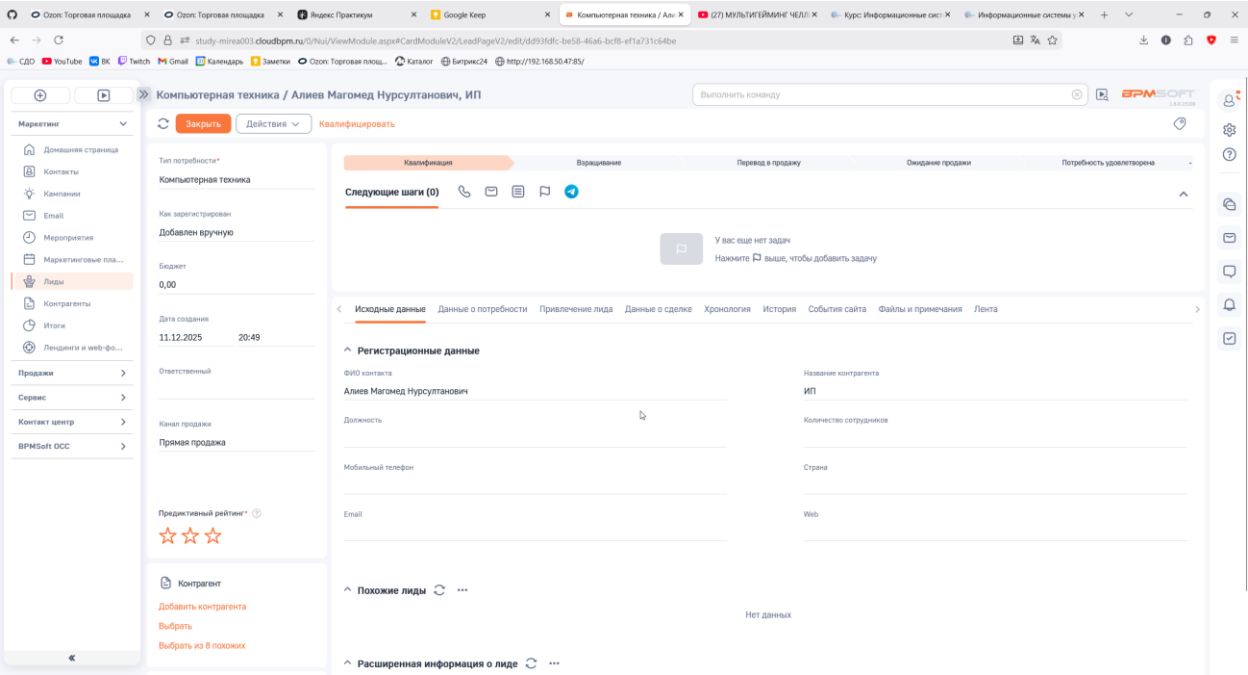 Ozon: Торговая площадка
Ozon: Торговая площадка
Яндекс Практикум
Google Keep
Компьютерная техника / Али
(27) МУЛЬТИГЕЙМИНГ ЧЕЛЛ
Курс: Информационные сист
Информационные системы у
study-mirea003.cloudbpm.ru/0/Nui/ViewModule.aspx#CardModuleV2/LeadPageV2/edit/dd93fdfc-be58-46a6-bcf8-ef1a731c64be
СДО YouTube ВК Twitch Gmail Календарь Заметки Ozon: Торговая площ... Каталог Битрикс24 http://192.168.50.47:85/
Компьютерная техника / Алиев Магомед Нурсултанович, ИП
Выполнить команду
BPMSOFT
Закрыть
Действия
Квалифицировать
Маркетинг
Домашняя страница
Контакты
Кампании
Email
Мероприятия
Маркетинговые пла...
Лиды
Контрагенты
Итоги
Лендинги и web-фо...
Продажи
Сервис
Контакт центр
BPMSoft ОСС
Тип потребности*
Компьютерная техника
Как зарегистрирован
Добавлен вручную
Бюджет
0,00
Дата создания
11.12.2025 20:49
Ответственный
Канал продажи
Прямая продажа
Предиктивный рейтинг*
Контрагент
Добавить контрагента
Выбрать
Выбрать из 8 похожих
Квалификация Взращивание Перевод в продажу Ожидание продажи Потребность удовлетворена
Следующие шаги (0)
У вас еще нет задач
Нажмите выше, чтобы добавить задачу
Исходные данные Данные о потребности Привлечение лида Данные о сделке Хронология История События сайта Файлы и примечания Лента
Регистрационные данные
ФИО контакта
Алиев Магомед Нурсултанович
Название контрагента
ИП
Должность
Количество сотрудников
Мобильный телефон
Страна
Email
Web
Похожие лиды
Нет данных
Расширенная информация о лиде